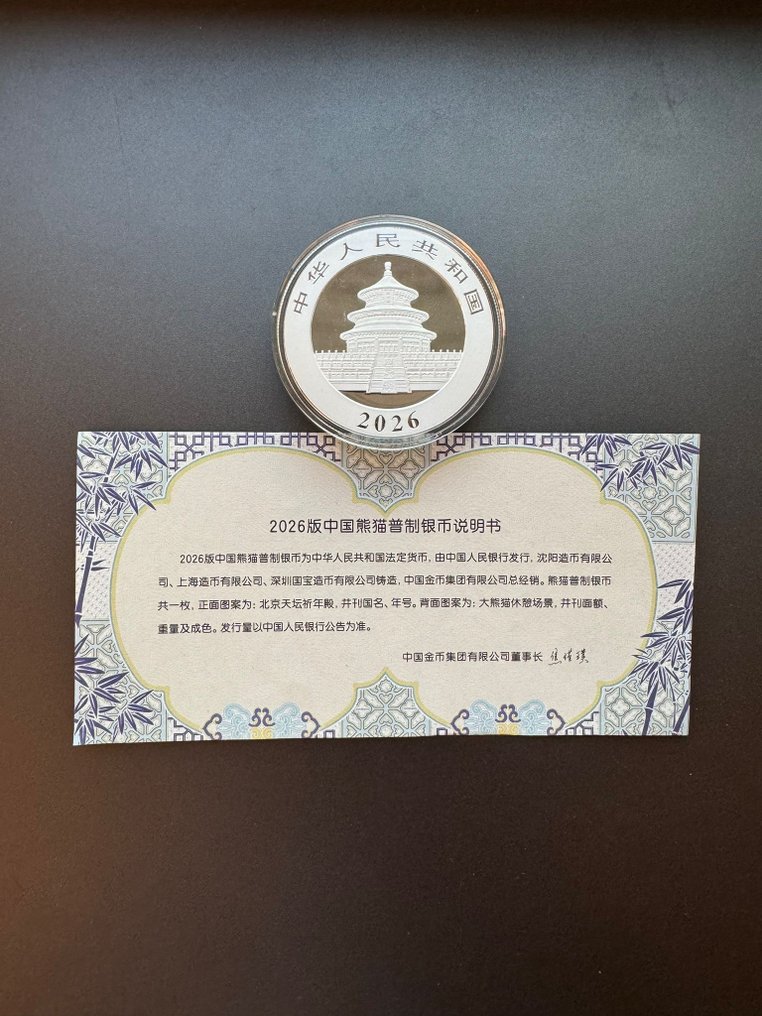 中华人民共和国
2026
2026版中国熊猫普制银币说明书
2026版中国熊猫普制银币为中华人民共和国法定货币，由中国人民银行发行，沈阳造币有限公
司、上海造币有限公司、深圳国宝造币有限公司铸造，中国金币集团有限公司总经销。熊猫普制银币
共一枚，正面图案为：北京天坛祈年殿，并刊国名、年号。背面图案为：大熊猫休憩场景，并刊面额、
重量及成色。发行量以中国人民银行公告为准。
中国金币集团有限公司董事长